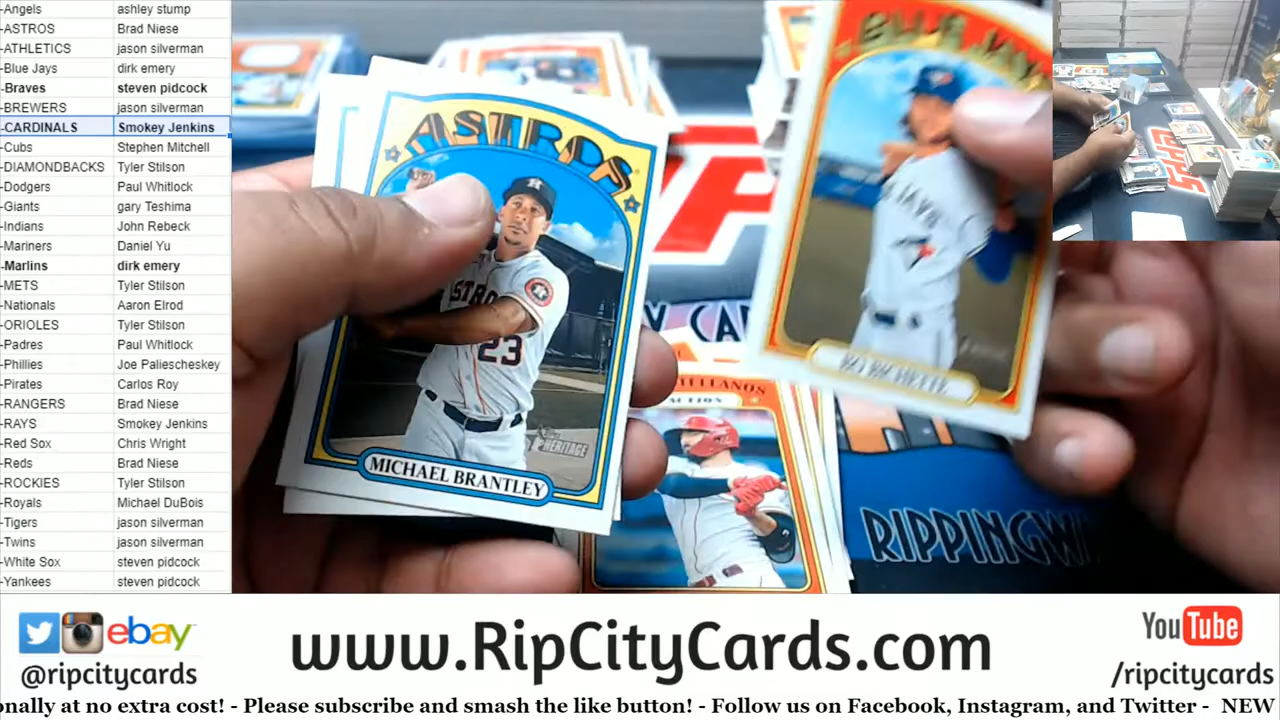 -Angels ashley stump
-ASTROS Brad Niese
-ATHLETICS jason silverman
-Blue Jays dirk emery
-Braves steven pidcock
-BREWERS jason silverman
-CARDINALS Smokey Jenkins
-Cubs Stephen Mitchell
-DIAMONDBACKS Tyler Stilson
-Dodgers Paul Whitlock
-Giants gary Teshima
-Indians John Rebeck
-Mariners Daniel Yu
-Marlins dirk emery
-METS Tyler Stilson
-Nationals Aaron Elrod
-ORIOLES Tyler Stilson
-Padres Paul Whitlock
-Phillies Joe Paliescheskey
-Pirates Carlos Roy
-RANGERS Brad Niese
-RAYS Smokey Jenkins
-Red Sox Chris Wright
-Reds Brad Niese
-ROCKIES Tyler Stilson
-Royals Michael DuBois
-Tigers jason silverman
-Twins jason silverman
-White Sox steven pidcock
-Yankees steven pidcock
ASTROS
23
HERITAGE
MICHAEL BRANTLEY
BO BICHETTE
RIPPINGW
ebay
@ripcitycards
www.RipCityCards.com
YouTube
/ripcitycards
onally at no extra cost! - Please subscribe and smash the like button! - Follow us on Facebook, Instagram, and Twitter - NEW